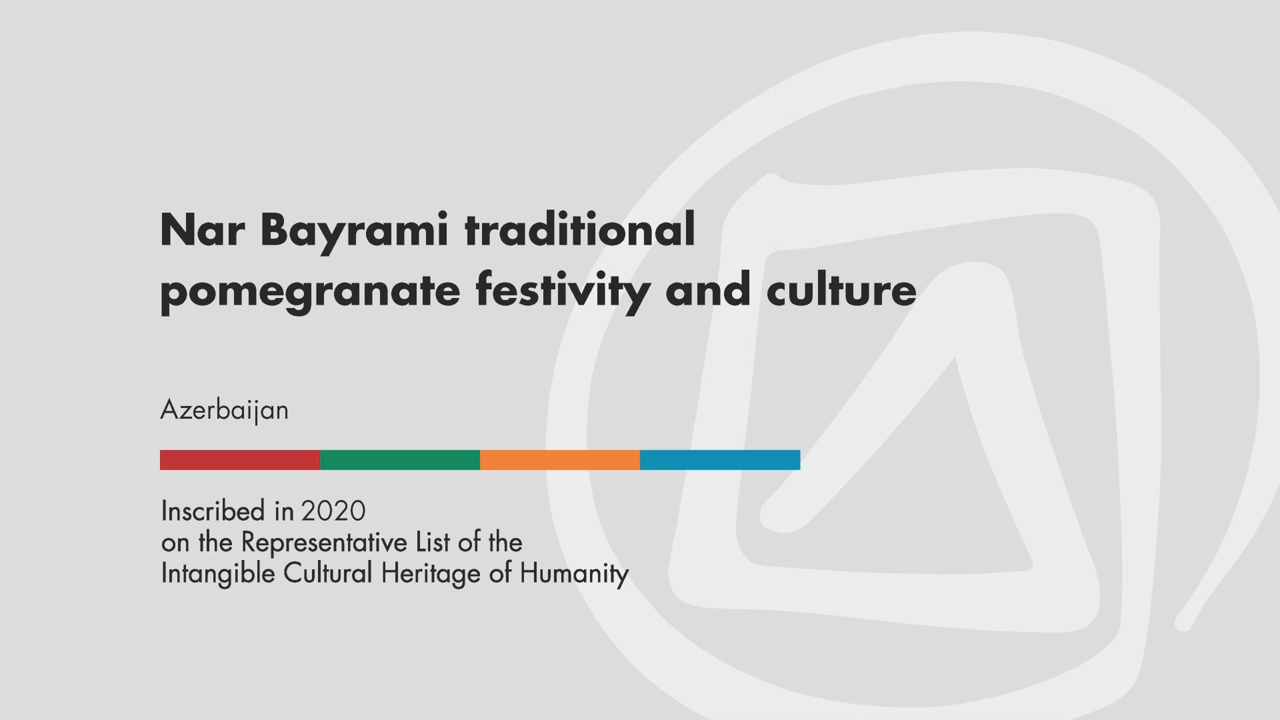 Nar Bayrami traditional
pomegranate festivity and culture
Azerbaijan
Inscribed in 2020
on the Representative List of the
Intangible Cultural Heritage of Humanity